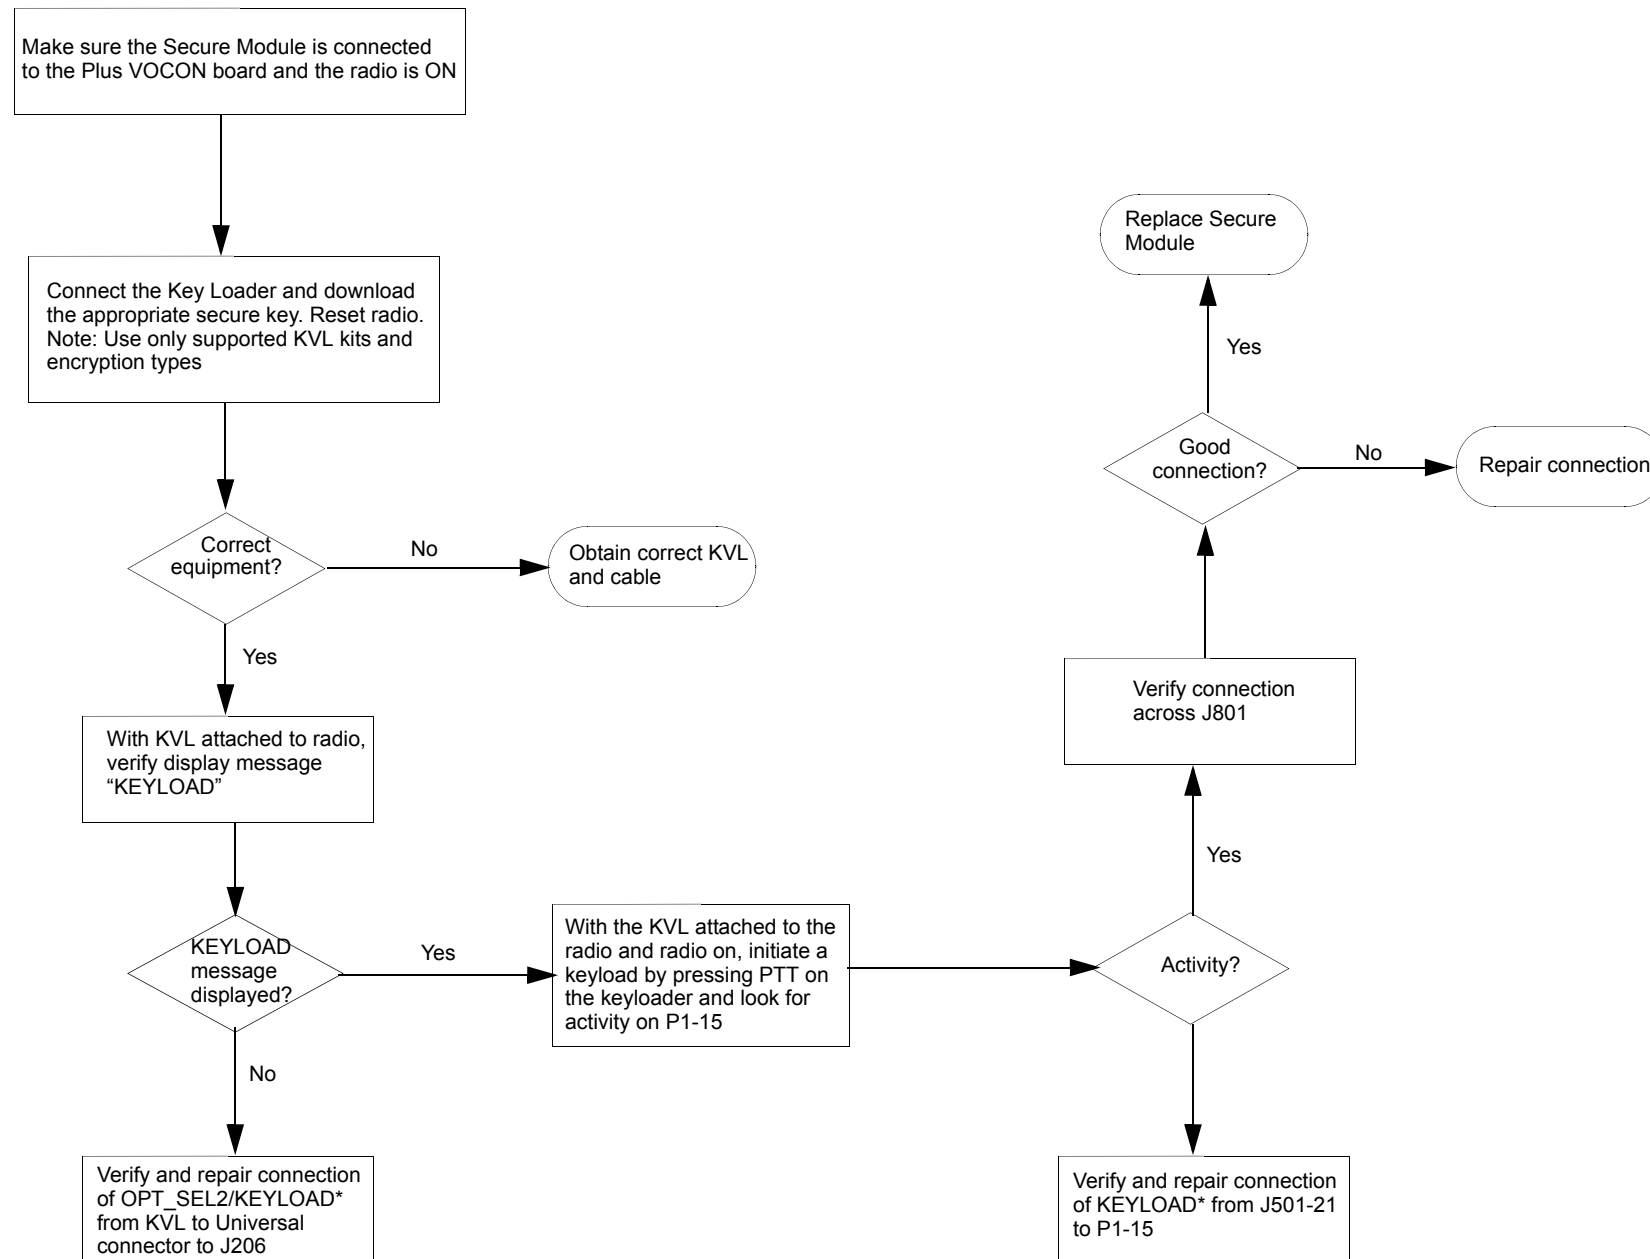 Make sure the Secure Module is connected
to the Plus VOCON board and the radio is ON
Connect the Key Loader and download
the appropriate secure key. Reset radio.
Note: Use only supported KVL kits and
encryption types
Correct
equipment?
No
Obtain correct KVL
and cable
Yes
With KVL attached to radio,
verify display message
“KEYLOAD”
KEYLOAD
message
displayed?
Yes
No
Verify and repair connection
of OPT_SEL2/KEYLOAD*
from KVL to Universal
connector to J206
With the KVL attached to the
radio and radio on, initiate a
keyload by pressing PTT on
the keyloader and look for
activity on P1-15
Activity?
Yes
Verify and repair connection
of KEYLOAD* from J501-21
to P1-15
Verify connection
across J801
Good
connection?
No
Repair connection
Yes
Replace Secure
Module